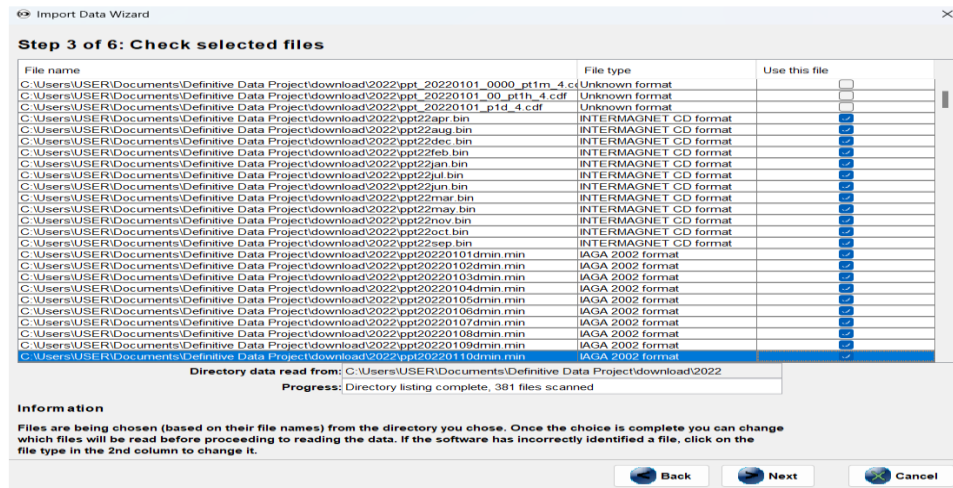 Import Data Wizard
Step 3 of 6: Check selected files
File name File type Use this file
C:\Users\USER\Documents\Definitive Data Project\download\2022\ppt_20220101_0000_pt1m_4.cd Unknown format
C:\Users\USER\Documents\Definitive Data Project\download\2022\ppt_20220101_00_pt1h_4.cdf Unknown format
C:\Users\USER\Documents\Definitive Data Project\download\2022\ppt_20220101_p1d_4.cdf Unknown format
C:\Users\USER\Documents\Definitive Data Project\download\2022\ppt22apr.bin INTERMAGNET CD format
C:\Users\USER\Documents\Definitive Data Project\download\2022\ppt22aug.bin INTERMAGNET CD format
C:\Users\USER\Documents\Definitive Data Project\download\2022\ppt22dec.bin INTERMAGNET CD format
C:\Users\USER\Documents\Definitive Data Project\download\2022\ppt22feb.bin INTERMAGNET CD format
C:\Users\USER\Documents\Definitive Data Project\download\2022\ppt22jan.bin INTERMAGNET CD format
C:\Users\USER\Documents\Definitive Data Project\download\2022\ppt22jul.bin INTERMAGNET CD format
C:\Users\USER\Documents\Definitive Data Project\download\2022\ppt22jun.bin INTERMAGNET CD format
C:\Users\USER\Documents\Definitive Data Project\download\2022\ppt22mar.bin INTERMAGNET CD format
C:\Users\USER\Documents\Definitive Data Project\download\2022\ppt22may.bin INTERMAGNET CD format
C:\Users\USER\Documents\Definitive Data Project\download\2022\ppt22nov.bin INTERMAGNET CD format
C:\Users\USER\Documents\Definitive Data Project\download\2022\ppt22oct.bin INTERMAGNET CD format
C:\Users\USER\Documents\Definitive Data Project\download\2022\ppt22sep.bin INTERMAGNET CD format
C:\Users\USER\Documents\Definitive Data Project\download\2022\ppt20220101dmin.min IAGA 2002 format
C:\Users\USER\Documents\Definitive Data Project\download\2022\ppt20220102dmin.min IAGA 2002 format
C:\Users\USER\Documents\Definitive Data Project\download\2022\ppt20220103dmin.min IAGA 2002 format
C:\Users\USER\Documents\Definitive Data Project\download\2022\ppt20220104dmin.min IAGA 2002 format
C:\Users\USER\Documents\Definitive Data Project\download\2022\ppt20220105dmin.min IAGA 2002 format
C:\Users\USER\Documents\Definitive Data Project\download\2022\ppt20220106dmin.min IAGA 2002 format
C:\Users\USER\Documents\Definitive Data Project\download\2022\ppt20220107dmin.min IAGA 2002 format
C:\Users\USER\Documents\Definitive Data Project\download\2022\ppt20220108dmin.min IAGA 2002 format
C:\Users\USER\Documents\Definitive Data Project\download\2022\ppt20220109dmin.min IAGA 2002 format
C:\Users\USER\Documents\Definitive Data Project\download\2022\ppt20220110dmin.min IAGA 2002 format
Directory data read from: C:\Users\USER\Documents\Definitive Data Project\download\2022
Progress: Directory listing complete, 381 files scanned
Information
Files are being chosen (based on their file names) from the directory you chose. Once the choice is complete you can change
which files will be read before proceeding to reading the data. If the software has incorrectly identified a file, click on the
file type in the 2nd column to change it.
Back Next Cancel